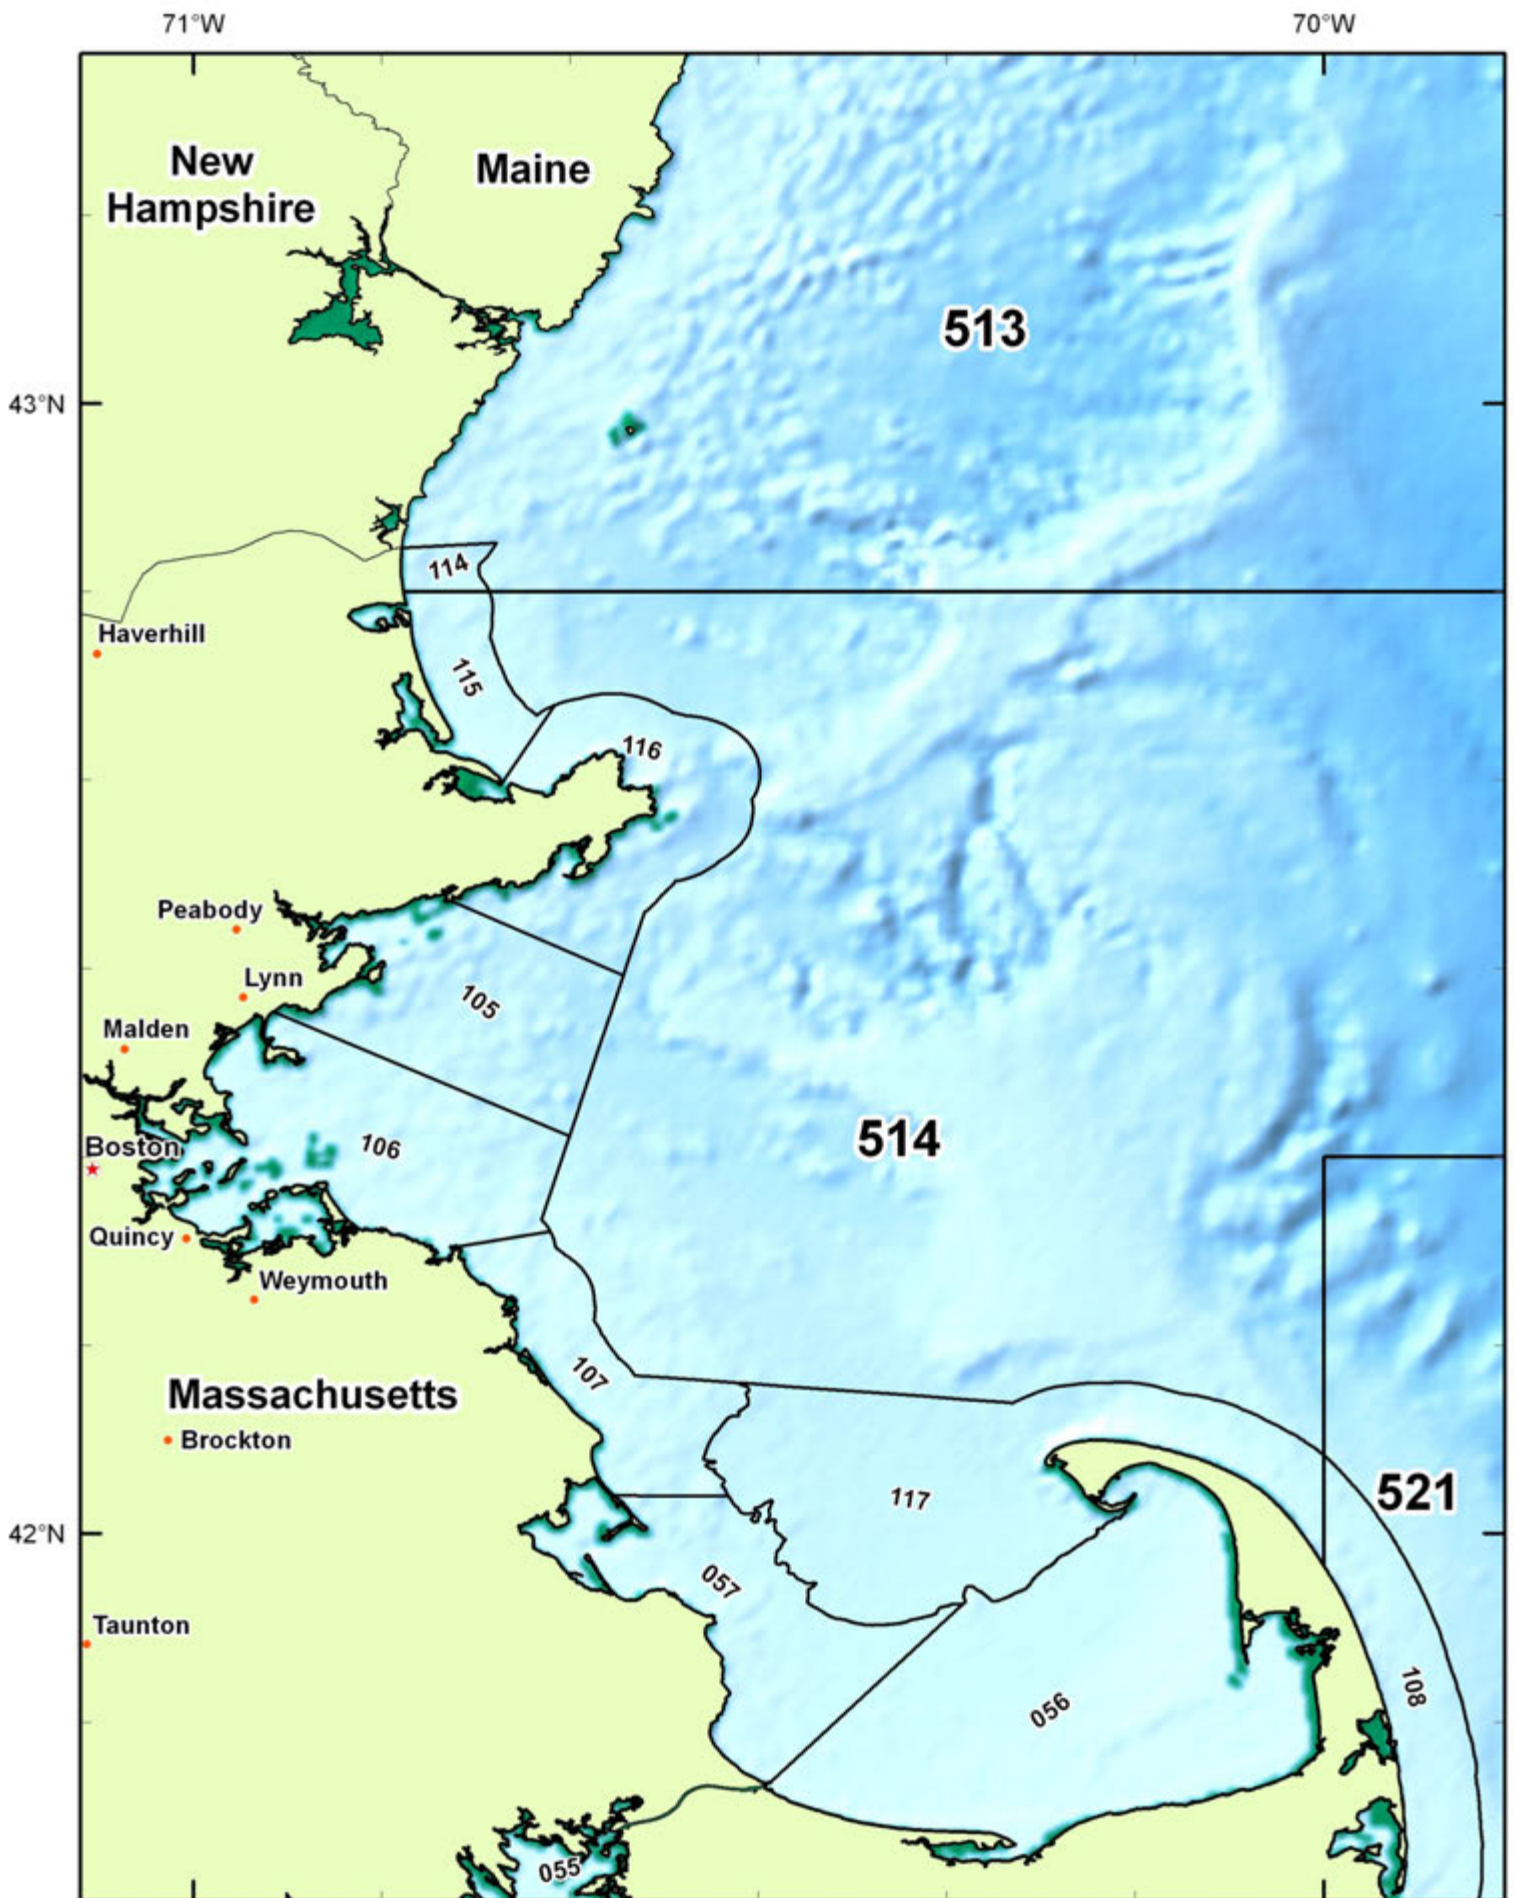 71°W
70°W
New
Hampshire
Maine
513
43°N
114
Haverhill
115
116
Peabody
Lynn
105
Malden
514
106
Boston
Quincy
Weymouth
107
Massachusetts
Brockton
521
117
42°N
057
Taunton
108
056
055